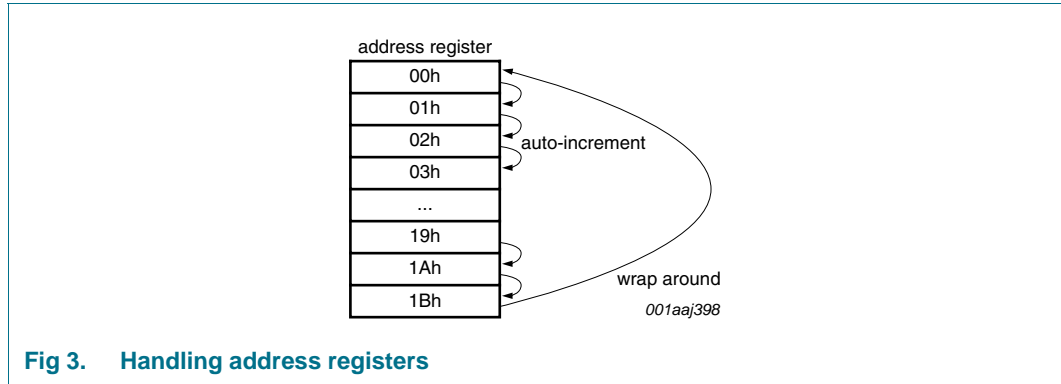 address register
00h
01h
02h
auto-increment
03h
...
19h
1Ah
wrap around
1Bh
001aaj398
Fig 3. Handling address registers